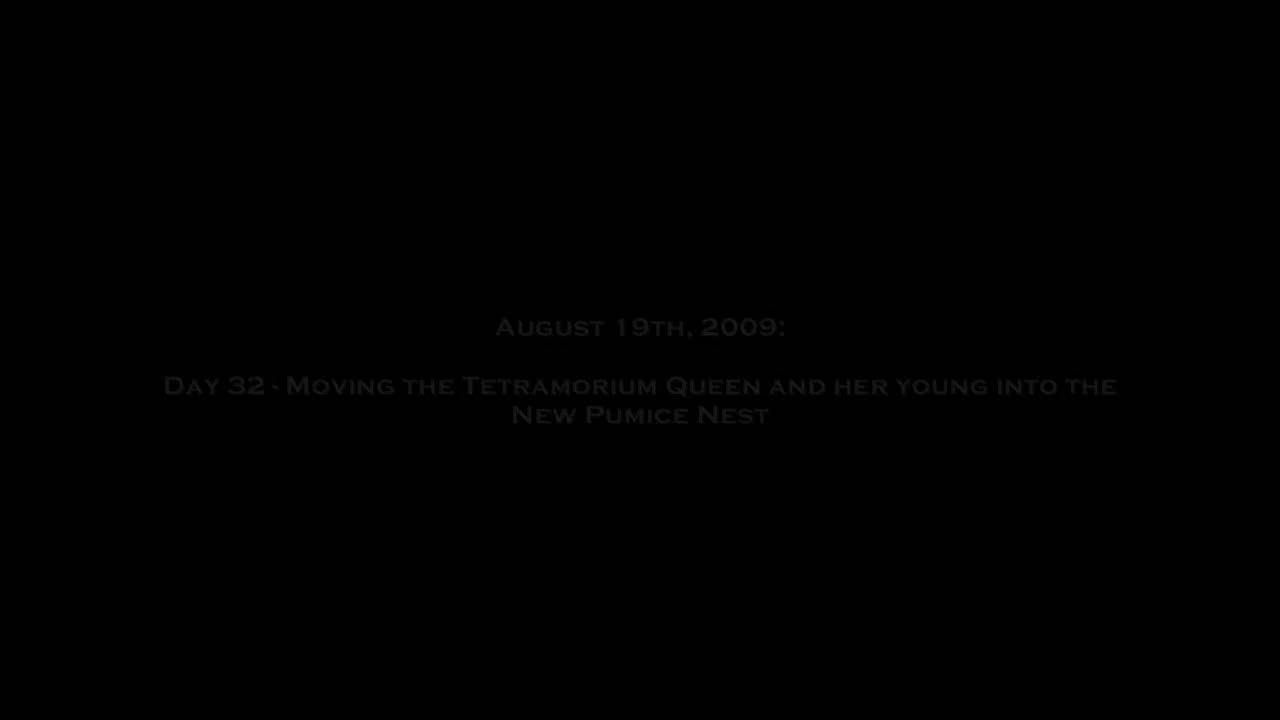 August 19th, 2009:
Day 32 - Moving the Tetramorium Queen and her young into the
New Pumice Nest